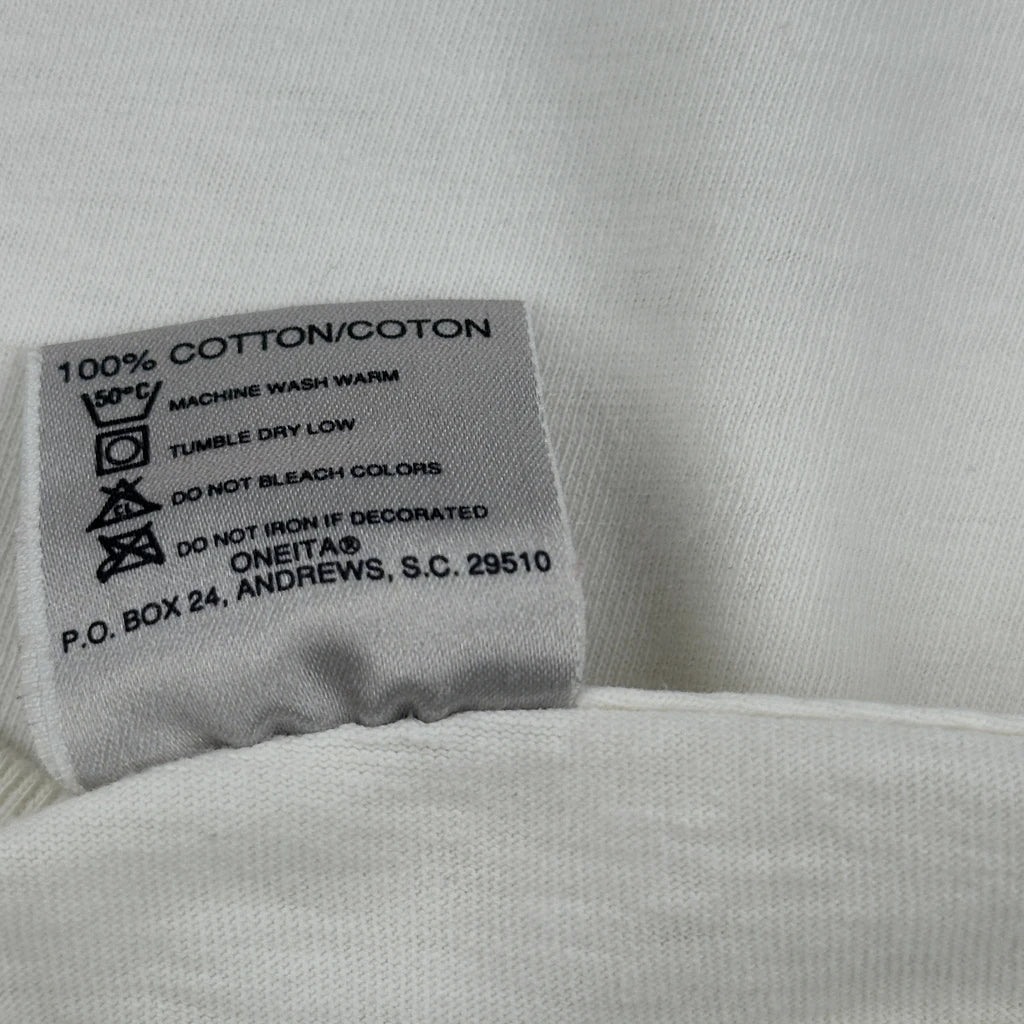 100% COTTON/COTON
50°C MACHINE WASH WARM
TUMBLE DRY LOW
CL DO NOT BLEACH COLORS
DO NOT IRON IF DECORATED
ONEITA®
P.O. BOX 24, ANDREWS, S.C. 29510